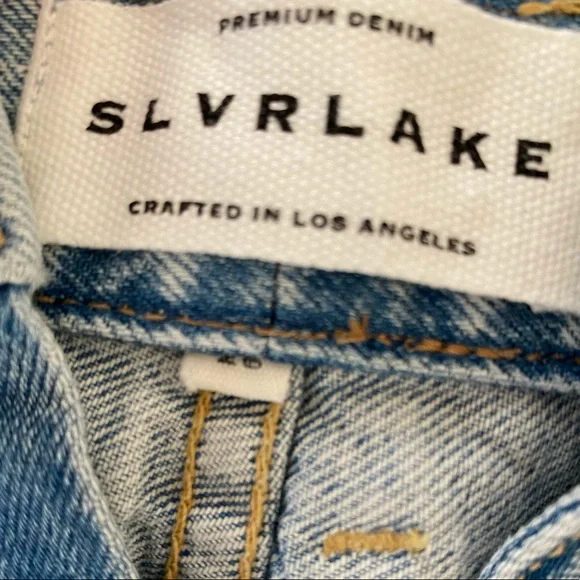 PREMIUM DENIM
SLVRLAKE
CRAFTED IN LOS ANGELES